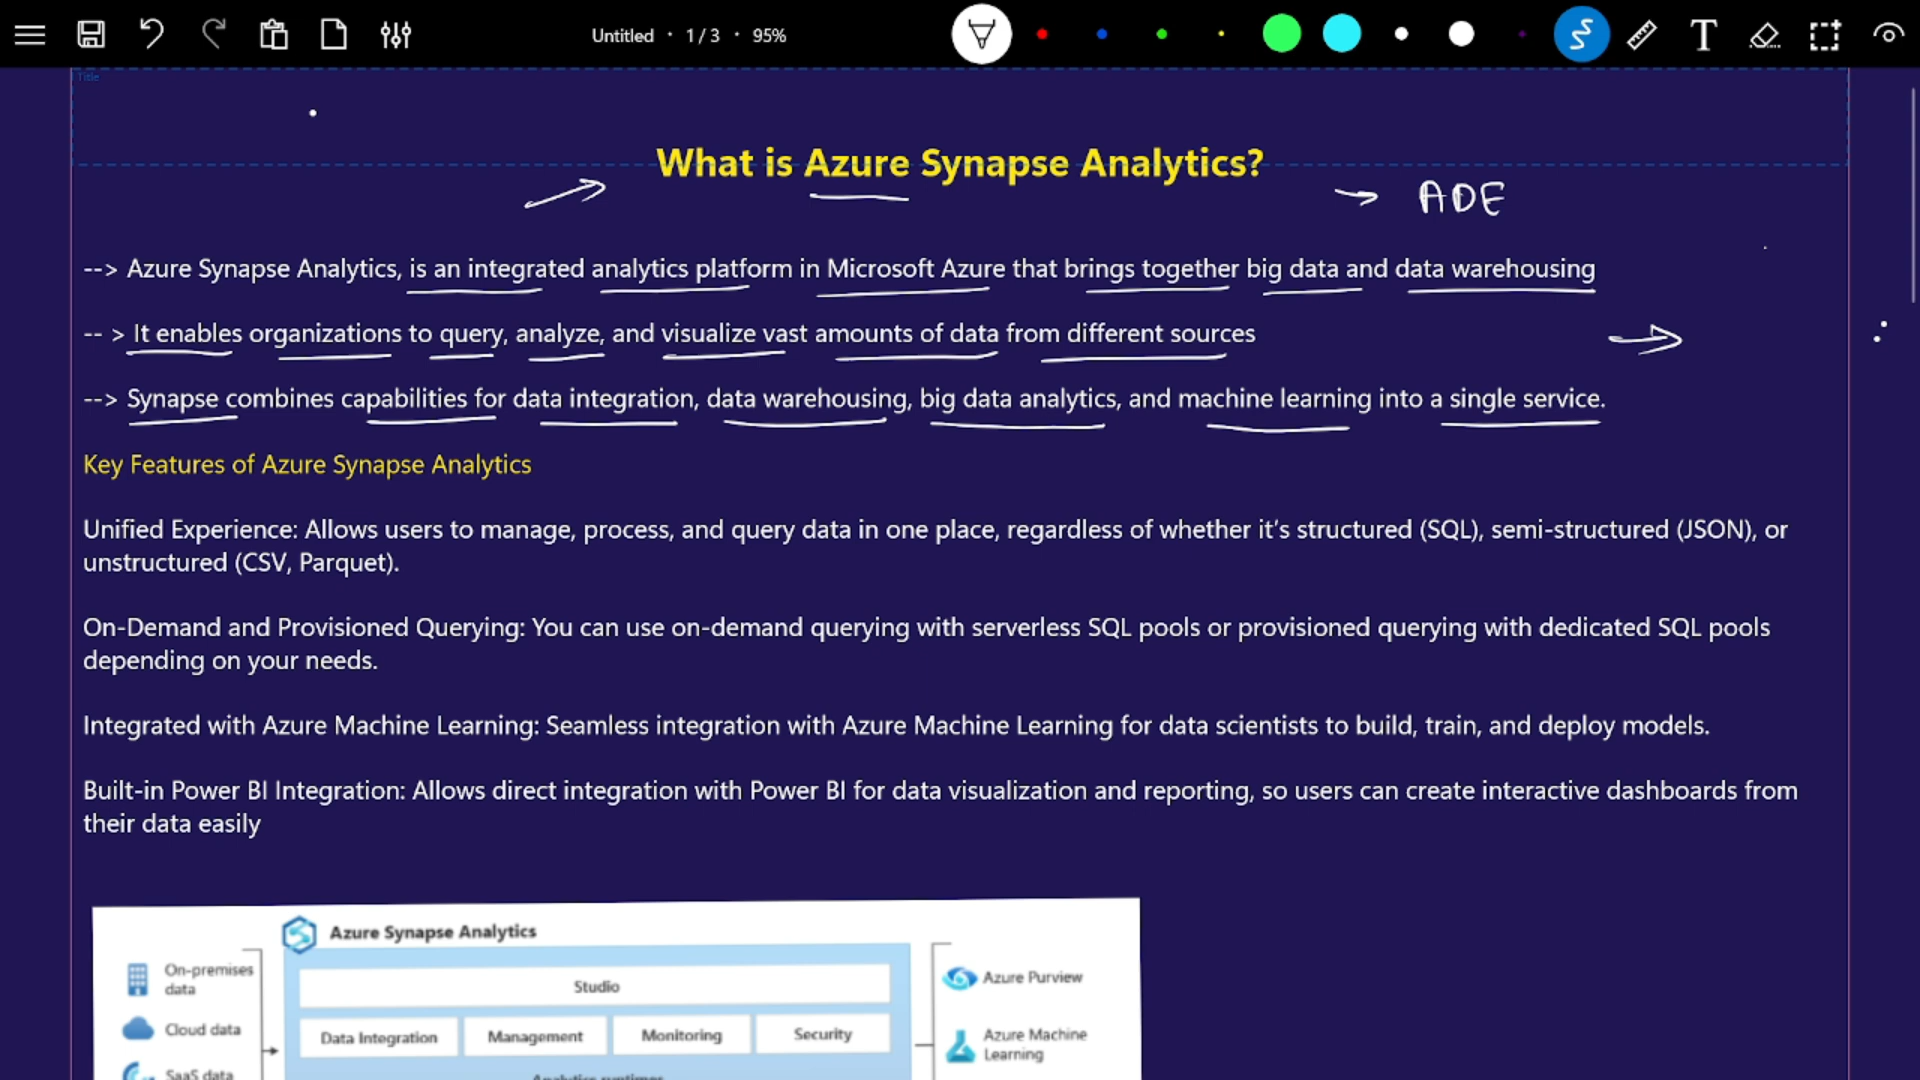 Untitled • 1 / 3 • 95%
T
Title
What is Azure Synapse Analytics?
ADE
--> Azure Synapse Analytics, is an integrated analytics platform in Microsoft Azure that brings together big data and data warehousing
-- > It enables organizations to query, analyze, and visualize vast amounts of data from different sources
--> Synapse combines capabilities for data integration, data warehousing, big data analytics, and machine learning into a single service.
Key Features of Azure Synapse Analytics
Unified Experience: Allows users to manage, process, and query data in one place, regardless of whether it’s structured (SQL), semi-structured (JSON), or
unstructured (CSV, Parquet).
On-Demand and Provisioned Querying: You can use on-demand querying with serverless SQL pools or provisioned querying with dedicated SQL pools
depending on your needs.
Integrated with Azure Machine Learning: Seamless integration with Azure Machine Learning for data scientists to build, train, and deploy models.
Built-in Power BI Integration: Allows direct integration with Power BI for data visualization and reporting, so users can create interactive dashboards from
their data easily
Azure Synapse Analytics
On-premises
data
Studio
Azure Purview
Cloud data
Data Integration Management Monitoring Security
Azure Machine
Learning
SaaS data
Analytics runtimes